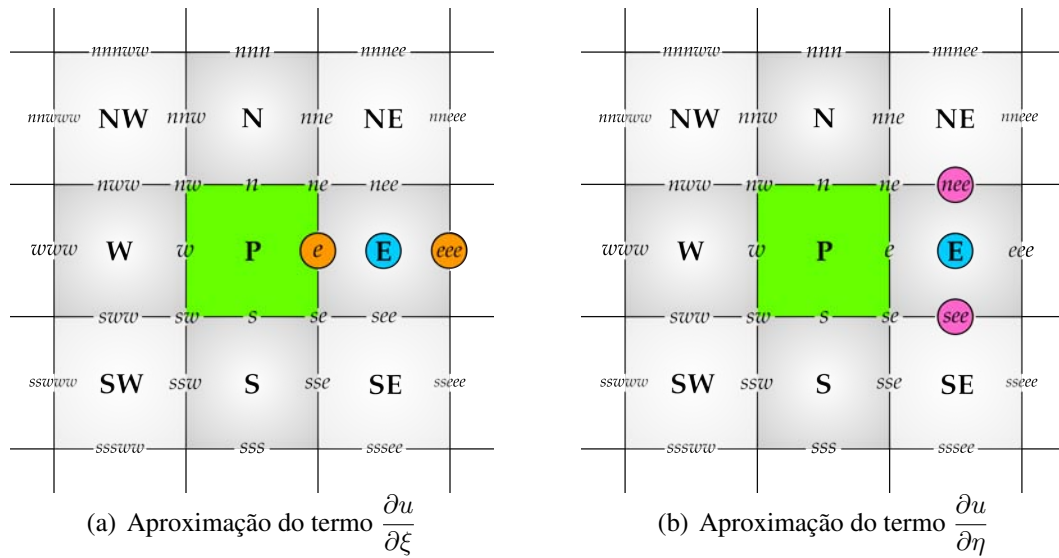 nnnww nnn nnnee
nnwww NW nnw N nne NE nneee
nww nw n ne nee
www W w P e E eee
sww sw s se see
sswww SW ssw S sse SE sseee
sssww sss sssee
(a) Aproximação do termo ∂u/∂ξ
nnnww nnn nnnee
nnwww NW nnw N nne NE nneee
nww nw n ne nee
www W w P e E eee
sww sw s se see
sswww SW ssw S sse SE sseee
sssww sss sssee
(b) Aproximação do termo ∂u/∂η